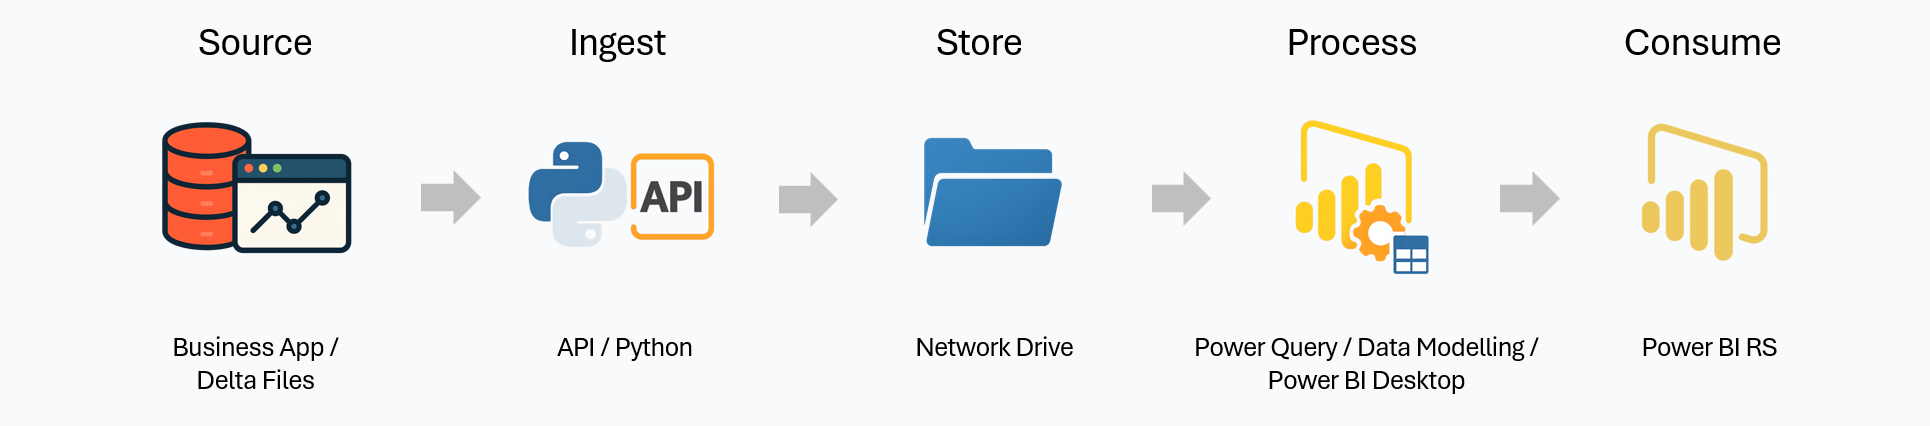 Source
Ingest
Store
Process
Consume
API
Business App /
Delta Files
API / Python
Network Drive
Power Query / Data Modelling /
Power BI Desktop
Power BI RS